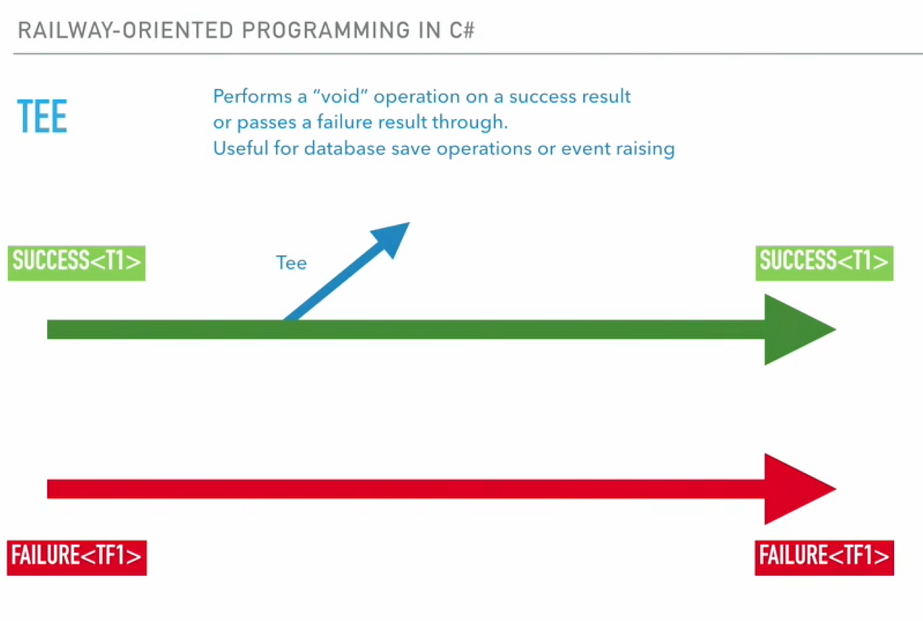 RAILWAY-ORIENTED PROGRAMMING IN C#
TEE
Performs a “void” operation on a success result
or passes a failure result through.
Useful for database save operations or event raising
SUCCESS<T1>
Tee
SUCCESS<T1>
FAILURE<TF1>
FAILURE<TF1>